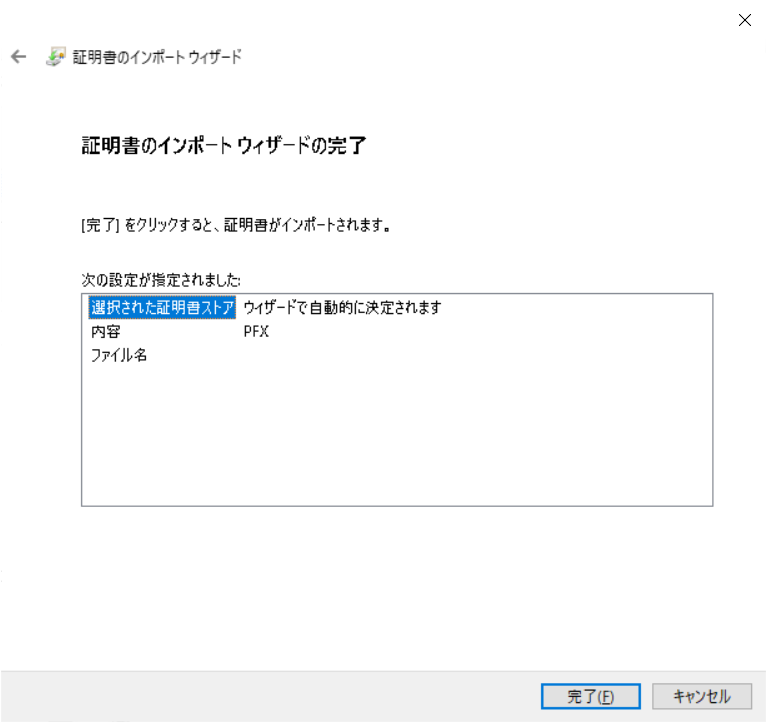 証明書のインポート ウィザード
証明書のインポート ウィザードの完了
[完了] をクリックすると、証明書がインポートされます。
次の設定が指定されました:
選択された証明書ストア ウィザードで自動的に決定されます
内容 PFX
ファイル名
完了(F) キャンセル